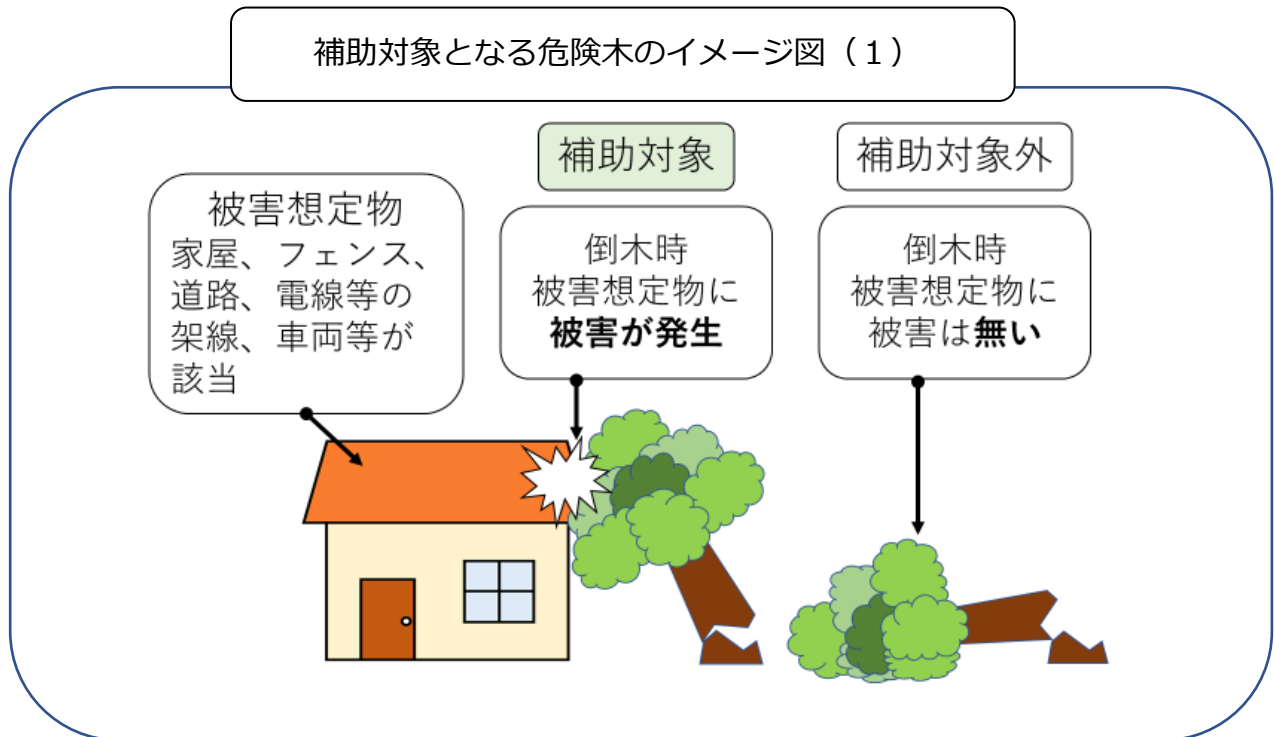 補助対象となる危険木のイメージ図（１）
補助対象
補助対象外
被害想定物
家屋、フェンス、
道路、電線等の
架線、車両等が
該当
倒木時
被害想定物に
被害が発生
倒木時
被害想定物に
被害は無い